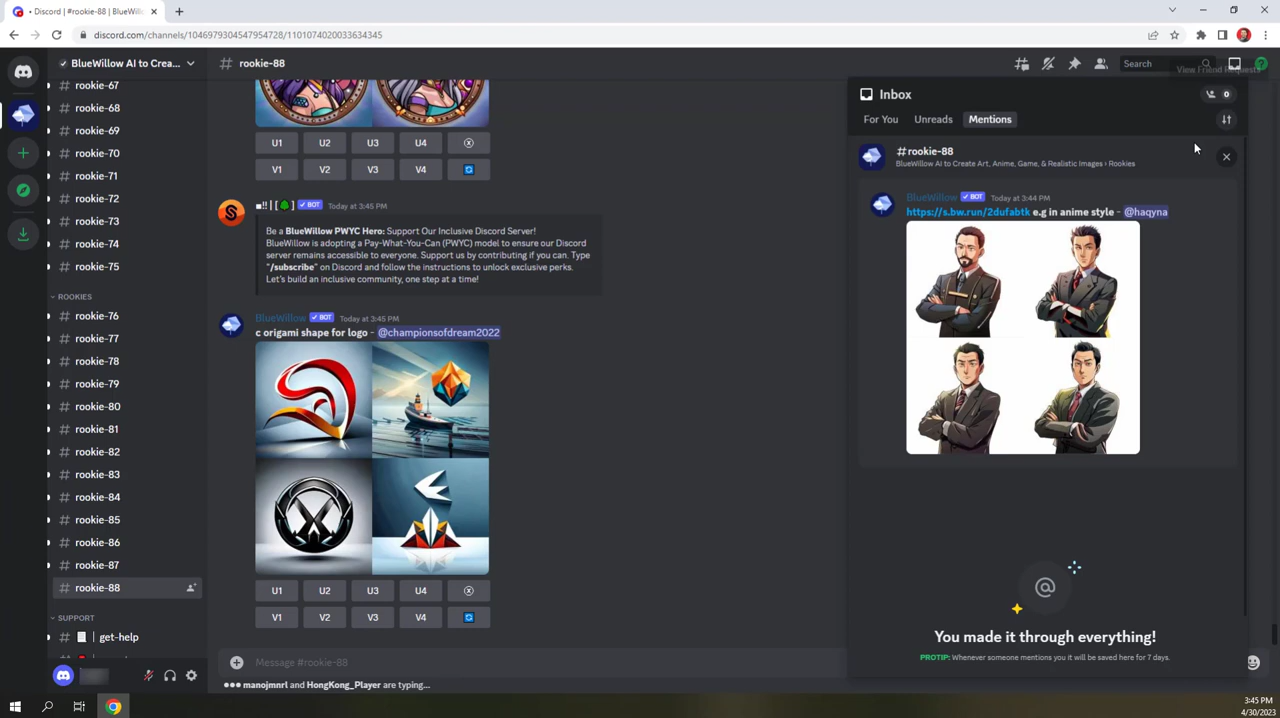 • Discord | #rookie-88 | BlueWill
discord.com/channels/1046979304547954728/1101074020033634345
BlueWillow AI to Crea...
rookie-88
Search
View Friend Requests
rookie-67
rookie-68
rookie-69
rookie-70
rookie-71
rookie-72
rookie-73
rookie-74
rookie-75
ROOKIES
rookie-76
rookie-77
rookie-78
rookie-79
rookie-80
rookie-81
rookie-82
rookie-83
rookie-84
rookie-85
rookie-86
rookie-87
rookie-88
SUPPORT
| get-help
U1 U2 U3 U4
V1 V2 V3 V4
BOT Today at 3:45 PM
Be a BlueWillow PWYC Hero: Support Our Inclusive Discord Server!
BlueWillow is adopting a Pay-What-You-Can (PWYC) model to ensure our Discord
server remains accessible to everyone. Support us by contributing if you can. Type
"/subscribe" on Discord and follow the instructions to unlock exclusive perks.
Let's build an inclusive community, one step at a time!
BlueWillow BOT Today at 3:45 PM
c origami shape for logo - @championsofdream2022
U1 U2 U3 U4
V1 V2 V3 V4
Message #rookie-88
manojmnrl and HongKong_Player are typing...
Inbox
0
For You Unreads Mentions
#rookie-88
BlueWillow AI to Create Art, Anime, Game, & Realistic Images › Rookies
BlueWillow BOT Today at 3:44 PM
https://s.bw.run/2dufabtk e.g in anime style - @haqyna
@
You made it through everything!
PROTIP: Whenever someone mentions you it will be saved here for 7 days.
3:45 PM
4/30/2023